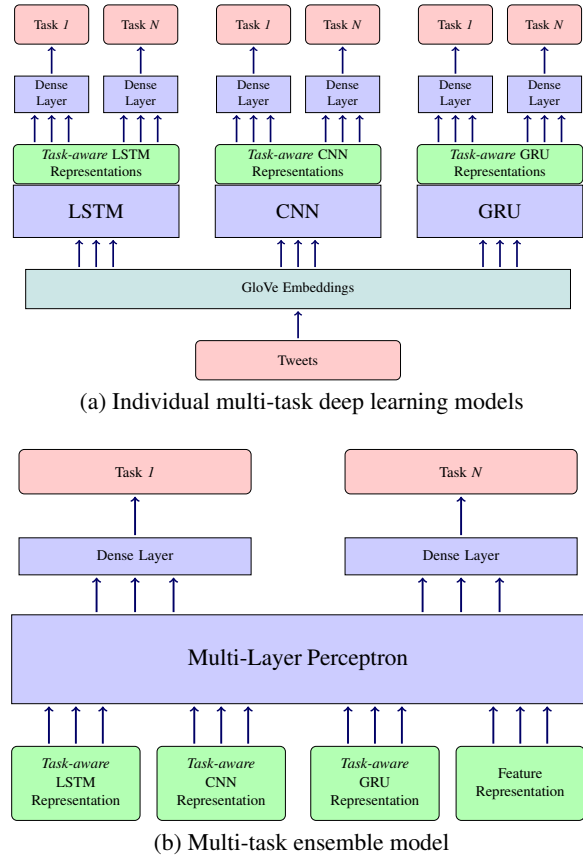 Task 1 Task N Task 1 Task N Task 1 Task N
Dense Layer Dense Layer Dense Layer Dense Layer Dense Layer Dense Layer
Task-aware LSTM Representations Task-aware CNN Representations Task-aware GRU Representations
LSTM CNN GRU
GloVe Embeddings
Tweets
(a) Individual multi-task deep learning models
Task 1 Task N
Dense Layer Dense Layer
Multi-Layer Perceptron
Task-aware LSTM Representation Task-aware CNN Representation Task-aware GRU Representation Feature Representation
(b) Multi-task ensemble model